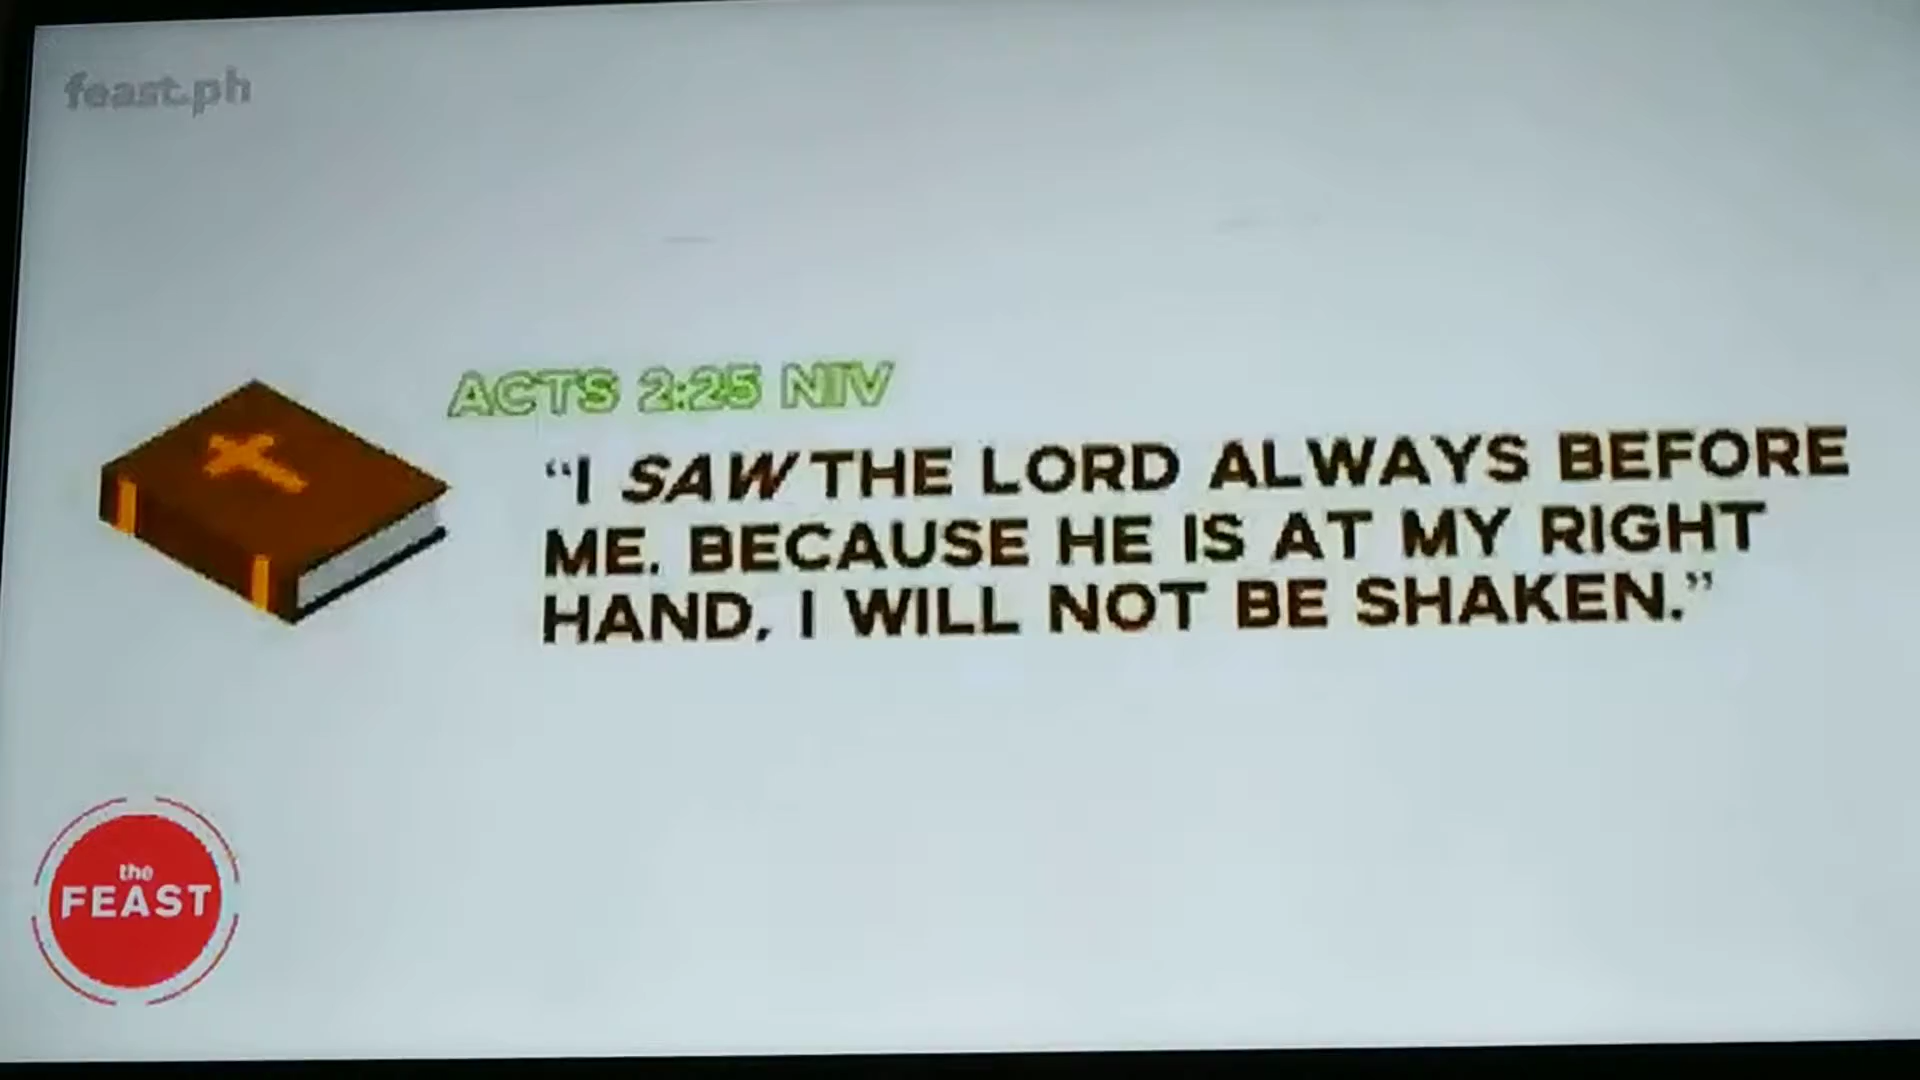 feast.ph
ACTS 2:25 NIV
“I SAW THE LORD ALWAYS BEFORE
ME. BECAUSE HE IS AT MY RIGHT
HAND, I WILL NOT BE SHAKEN.”
the
FEAST